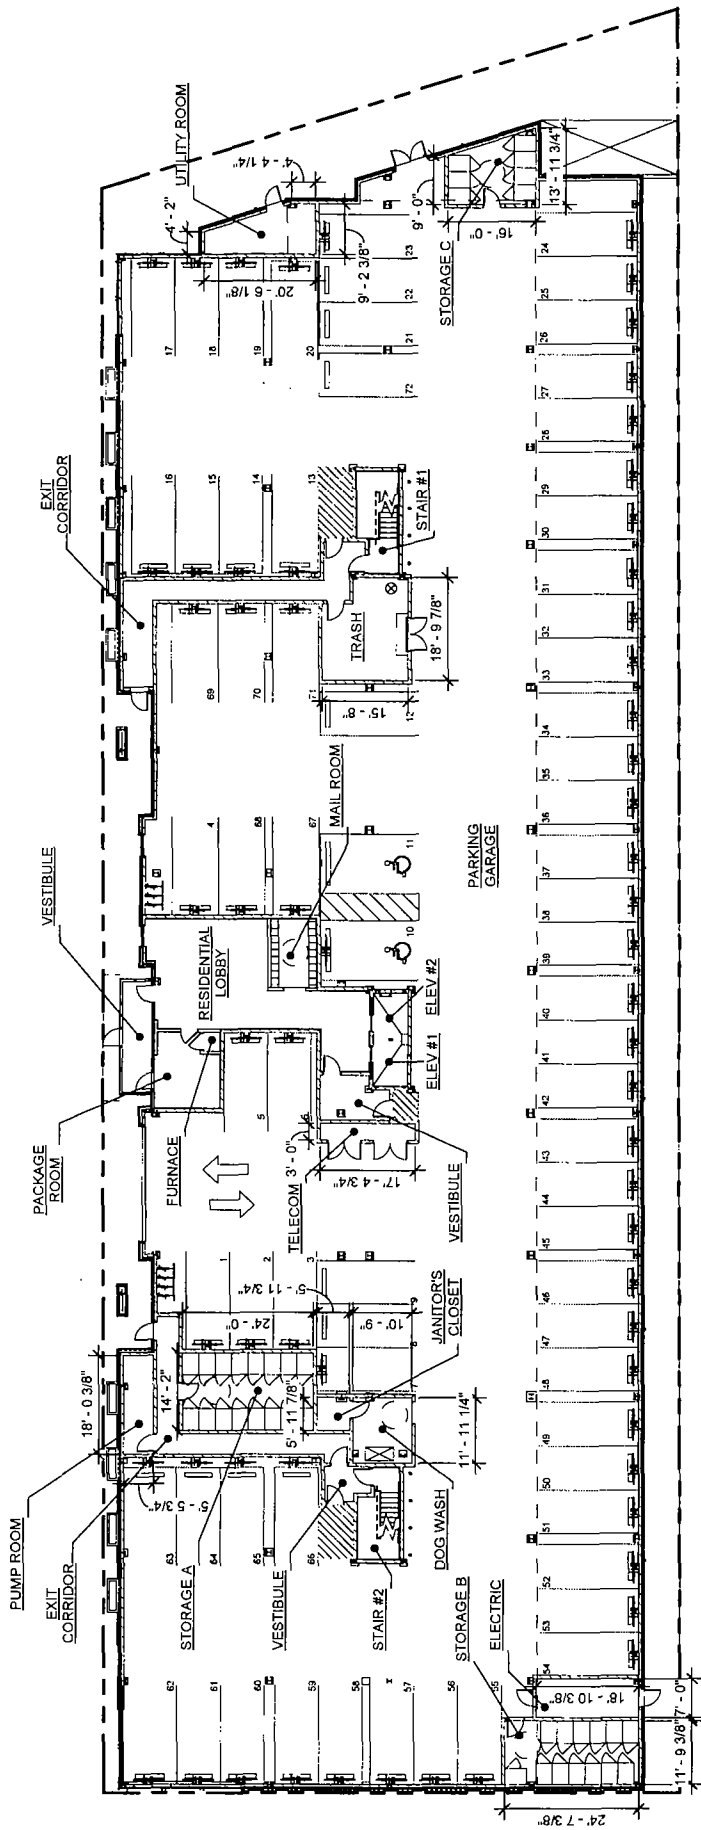 PUMP ROOM
EXIT
CORRIDOR
STORAGE A
VESTIBULE
STAIR #2
DOG WASH
STORAGE B
ELECTRIC
PACKAGE
ROOM
FURNACE
TELECOM
VESTIBULE
JANITOR'S
CLOSET
VESTIBULE
RESIDENTIAL
LOBBY
MAIL ROOM
ELEV #1
ELEV #2
PARKING
GARAGE
EXIT
CORRIDOR
TRASH
STAIR #1
UTILITY ROOM
STORAGE C
18' - 0 3/8"
5' - 5 3/4"
14' - 2"
24' - 0"
5' - 11 3/4"
10' - 9"
5' - 11 7/8"
11' - 11 1/4"
3' - 0"
17' - 4 3/4"
15' - 8"
18' - 9 7/8"
4' - 2"
4' - 4 1/4"
20' - 6 1/8"
9' - 2 3/8"
9' - 0"
16' - 0"
13' - 11 3/4"
18' - 10 3/8"
7' - 0"
11' - 9 3/8"
24' - 7 3/8"
62
61
60
59
58
57
56
55
63
64
65
66
1
2
3
5
6
7
8
9
4
68
67
69
70
71
10
11
12
16
15
14
13
17
18
19
20
72
21
22
23
24
25
26
27
28
29
30
31
32
33
34
35
36
37
38
39
40
41
42
43
44
45
46
47
48
49
50
51
52
53
54